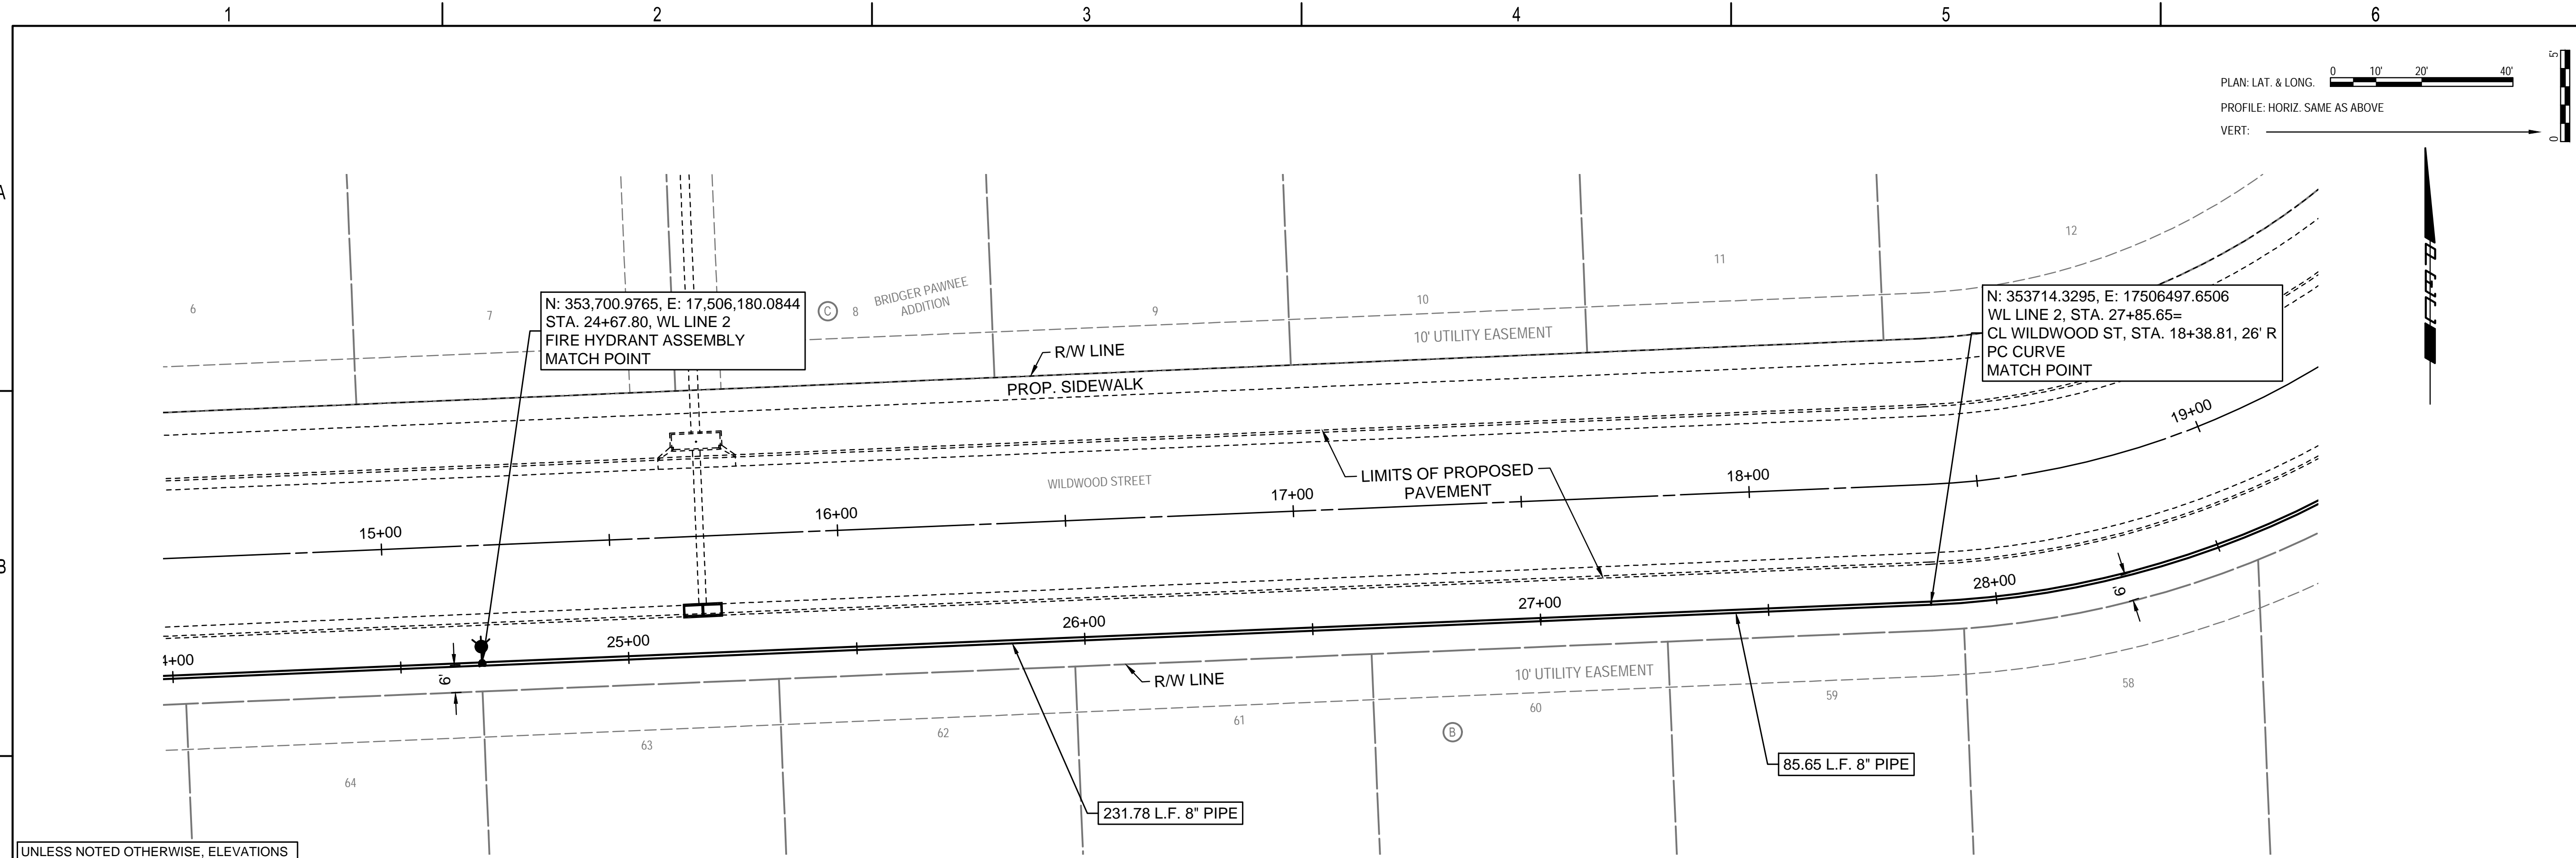 1
2
3
4
5
6
A
B
PLAN: LAT. & LONG.
0 10' 20' 40'
PROFILE: HORIZ. SAME AS ABOVE
VERT:
5'
0
6
7
N: 353,700.9765, E: 17,506,180.0844
STA. 24+67.80, WL LINE 2
FIRE HYDRANT ASSEMBLY
MATCH POINT
C
8
BRIDGER PAWNEE
ADDITION
9
10
11
12
10' UTILITY EASEMENT
R/W LINE
PROP. SIDEWALK
N: 353714.3295, E: 17506497.6506
WL LINE 2, STA. 27+85.65=
CL WILDWOOD ST, STA. 18+38.81, 26' R
PC CURVE
MATCH POINT
LIMITS OF PROPOSED
PAVEMENT
WILDWOOD STREET
15+00
16+00
17+00
18+00
19+00
4+00
25+00
26+00
27+00
28+00
6'
6'
R/W LINE
10' UTILITY EASEMENT
64
63
62
61
60
59
58
B
85.65 L.F. 8" PIPE
231.78 L.F. 8" PIPE
UNLESS NOTED OTHERWISE, ELEVATIONS